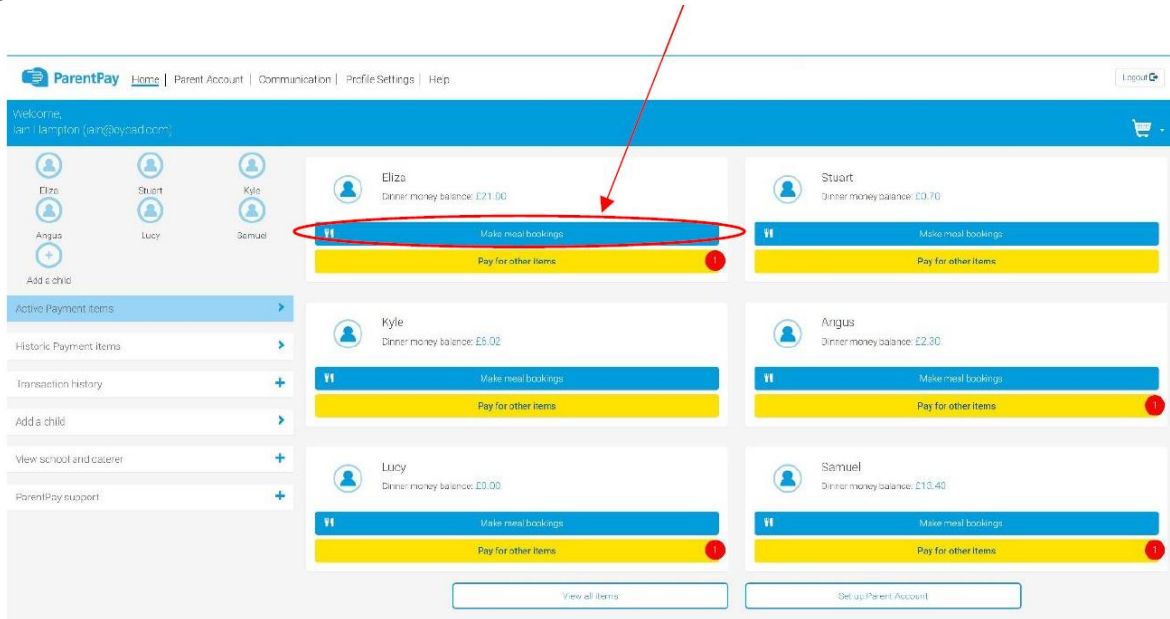 ParentPay Home | Parent Account | Communication | Profile Settings | Help
Logout
Welcome,
Iain Hampton (iain@cypad.com)
Eliza Stuart Kyle
Angus Lucy Samuel
Add a child
Active Payment items
Historic Payment items
Transaction history
Add a child
View school and caterer
ParentPay support
Eliza
Dinner money balance: £21.00
Make meal bookings
Pay for other items 1
Stuart
Dinner money balance: £0.70
Make meal bookings
Pay for other items
Kyle
Dinner money balance: £6.02
Make meal bookings
Pay for other items
Angus
Dinner money balance: £2.30
Make meal bookings
Pay for other items 1
Lucy
Dinner money balance: £0.00
Make meal bookings
Pay for other items 1
Samuel
Dinner money balance: £13.40
Make meal bookings
Pay for other items 1
View all items
Set up Parent Account